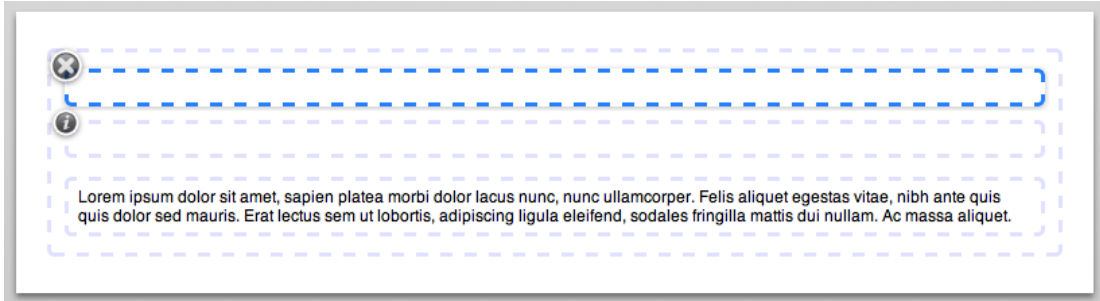 i
Lorem ipsum dolor sit amet, sapien platea morbi dolor lacus nunc, nunc ullamcorper. Felis aliquet egestas vitae, nibh ante quis
quis dolor sed mauris. Erat lectus sem ut lobortis, adipiscing ligula eleifend, sodales fringilla mattis dui nullam. Ac massa aliquet.